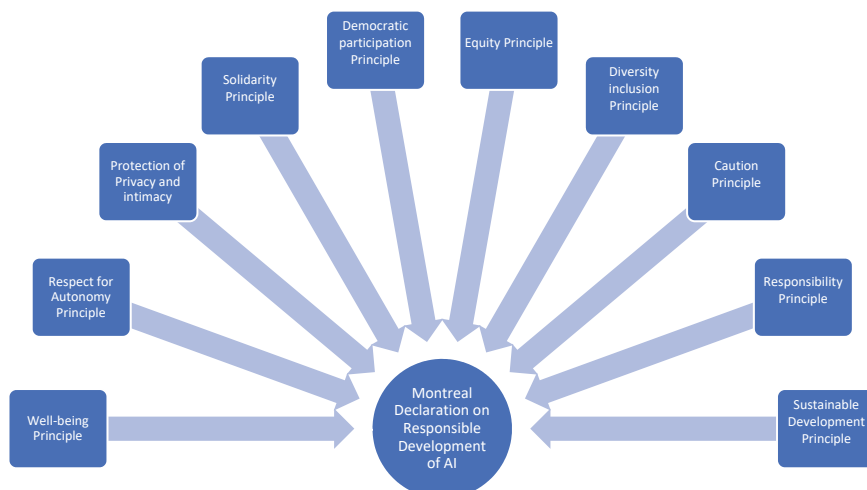 Democratic
participation
Principle
Equity Principle
Solidarity
Principle
Diversity
inclusion
Principle
Protection of
Privacy and
intimacy
Caution
Principle
Respect for
Autonomy
Principle
Responsibility
Principle
Well-being
Principle
Montreal
Declaration on
Responsible
Development
of AI
Sustainable
Development
Principle